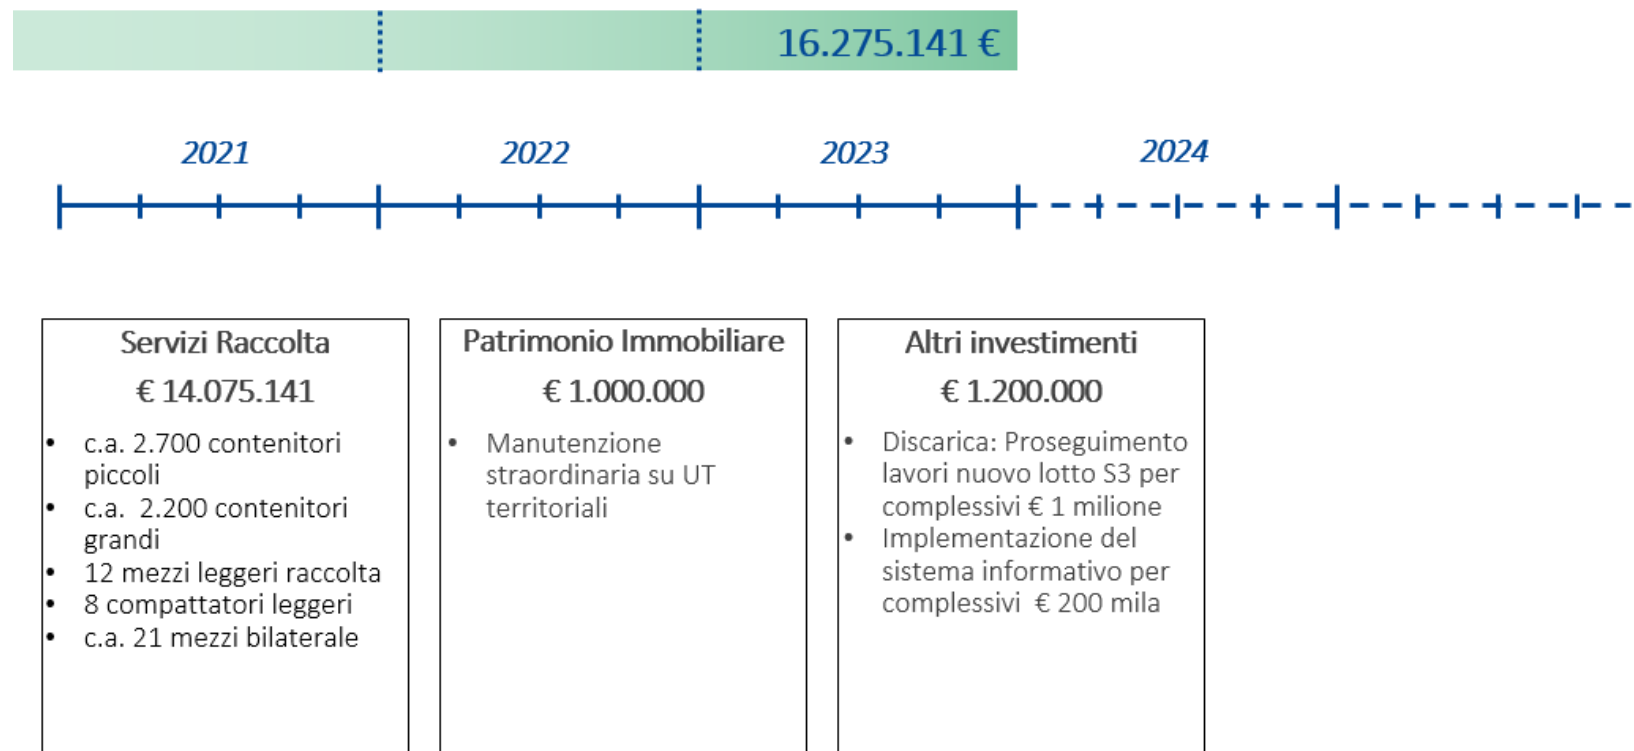 16.275.141 €
2021
2022
2023
2024
Servizi Raccolta
€ 14.075.141
• c.a. 2.700 contenitori
piccoli
• c.a. 2.200 contenitori
grandi
• 12 mezzi leggeri raccolta
• 8 compattatori leggeri
• c.a. 21 mezzi bilaterale
Patrimonio Immobiliare
€ 1.000.000
• Manutenzione
straordinaria su UT
territoriali
Altri investimenti
€ 1.200.000
• Discarica: Proseguimento
lavori nuovo lotto S3 per
complessivi € 1 milione
• Implementazione del
sistema informativo per
complessivi € 200 mila